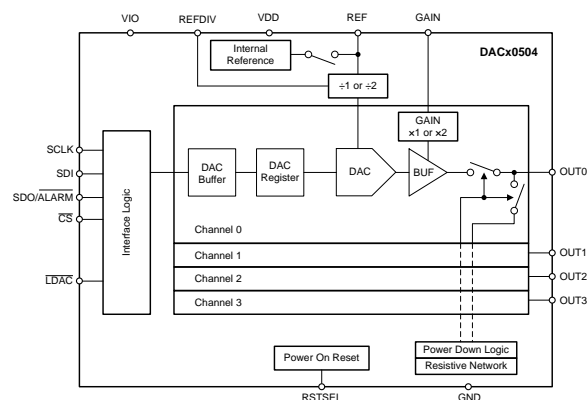 VIO
REFDIV
VDD
REF
GAIN
DACx0504
Internal
Reference
÷1 or ÷2
GAIN
×1 or ×2
SCLK
SDI
SDO/ALARM
CS
LDAC
Interface Logic
DAC
Buffer
DAC
Register
DAC
BUF
OUT0
Channel 0
Channel 1
OUT1
Channel 2
OUT2
Channel 3
OUT3
Power On Reset
Power Down Logic
Resistive Network
RSTSEL
GND